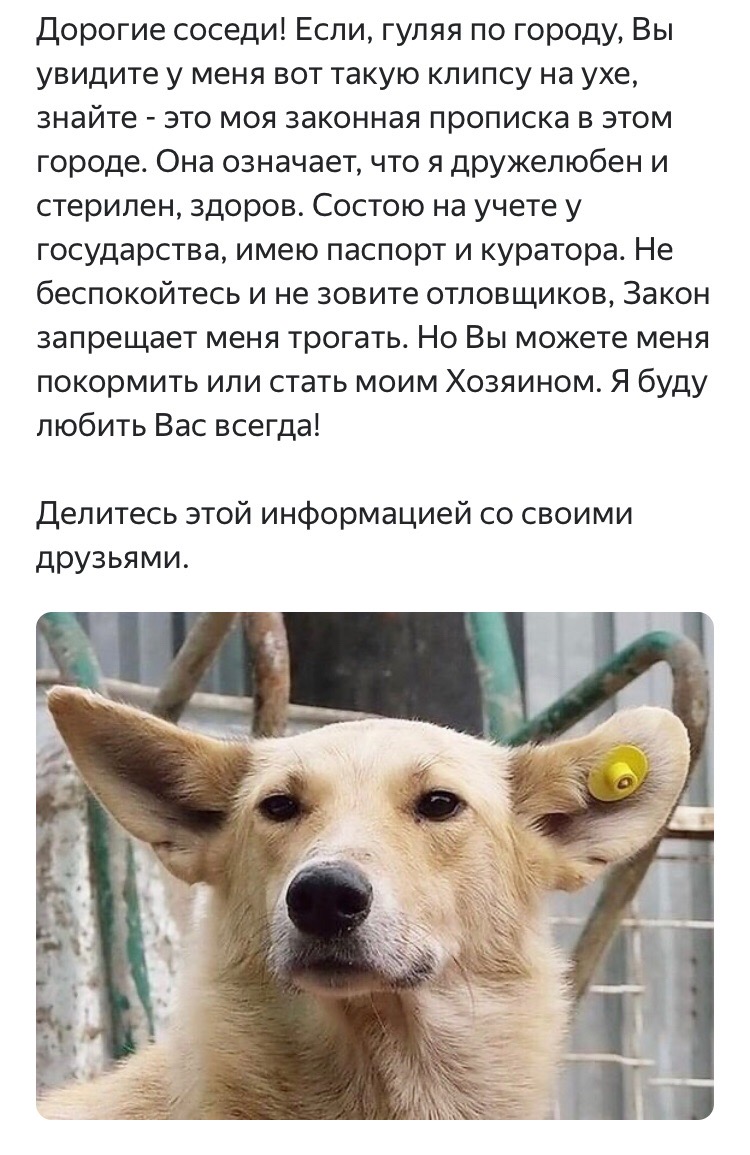 Дорогие соседи! Если, гуляя по городу, Вы
увидите у меня вот такую клипсу на ухе,
знайте - это моя законная прописка в этом
городе. Она означает, что я дружелюбен и
стерилен, здоров. Состою на учете у
государства, имею паспорт и куратора. Не
беспокойтесь и не зовите отловщиков, Закон
запрещает меня трогать. Но Вы можете меня
покормить или стать моим Хозяином. Я буду
любить Вас всегда!
Делитесь этой информацией со своими
друзьями.